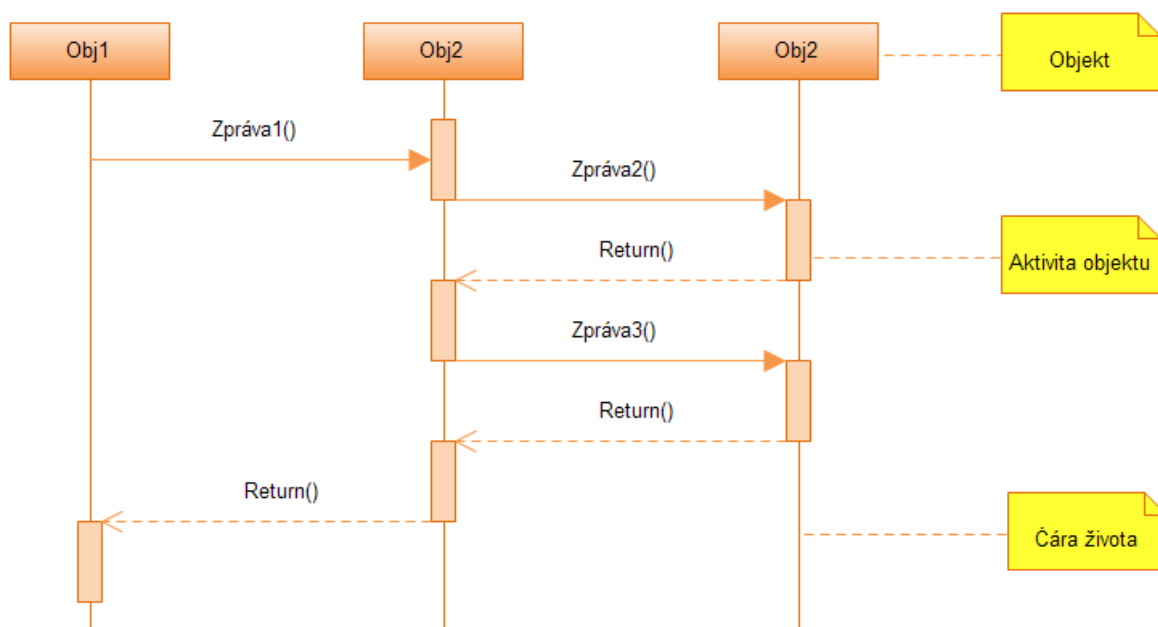 Obj1
Obj2
Obj2
Objekt
Zpráva1()
Zpráva2()
Return()
Aktivita objektu
Zpráva3()
Return()
Return()
Čára života